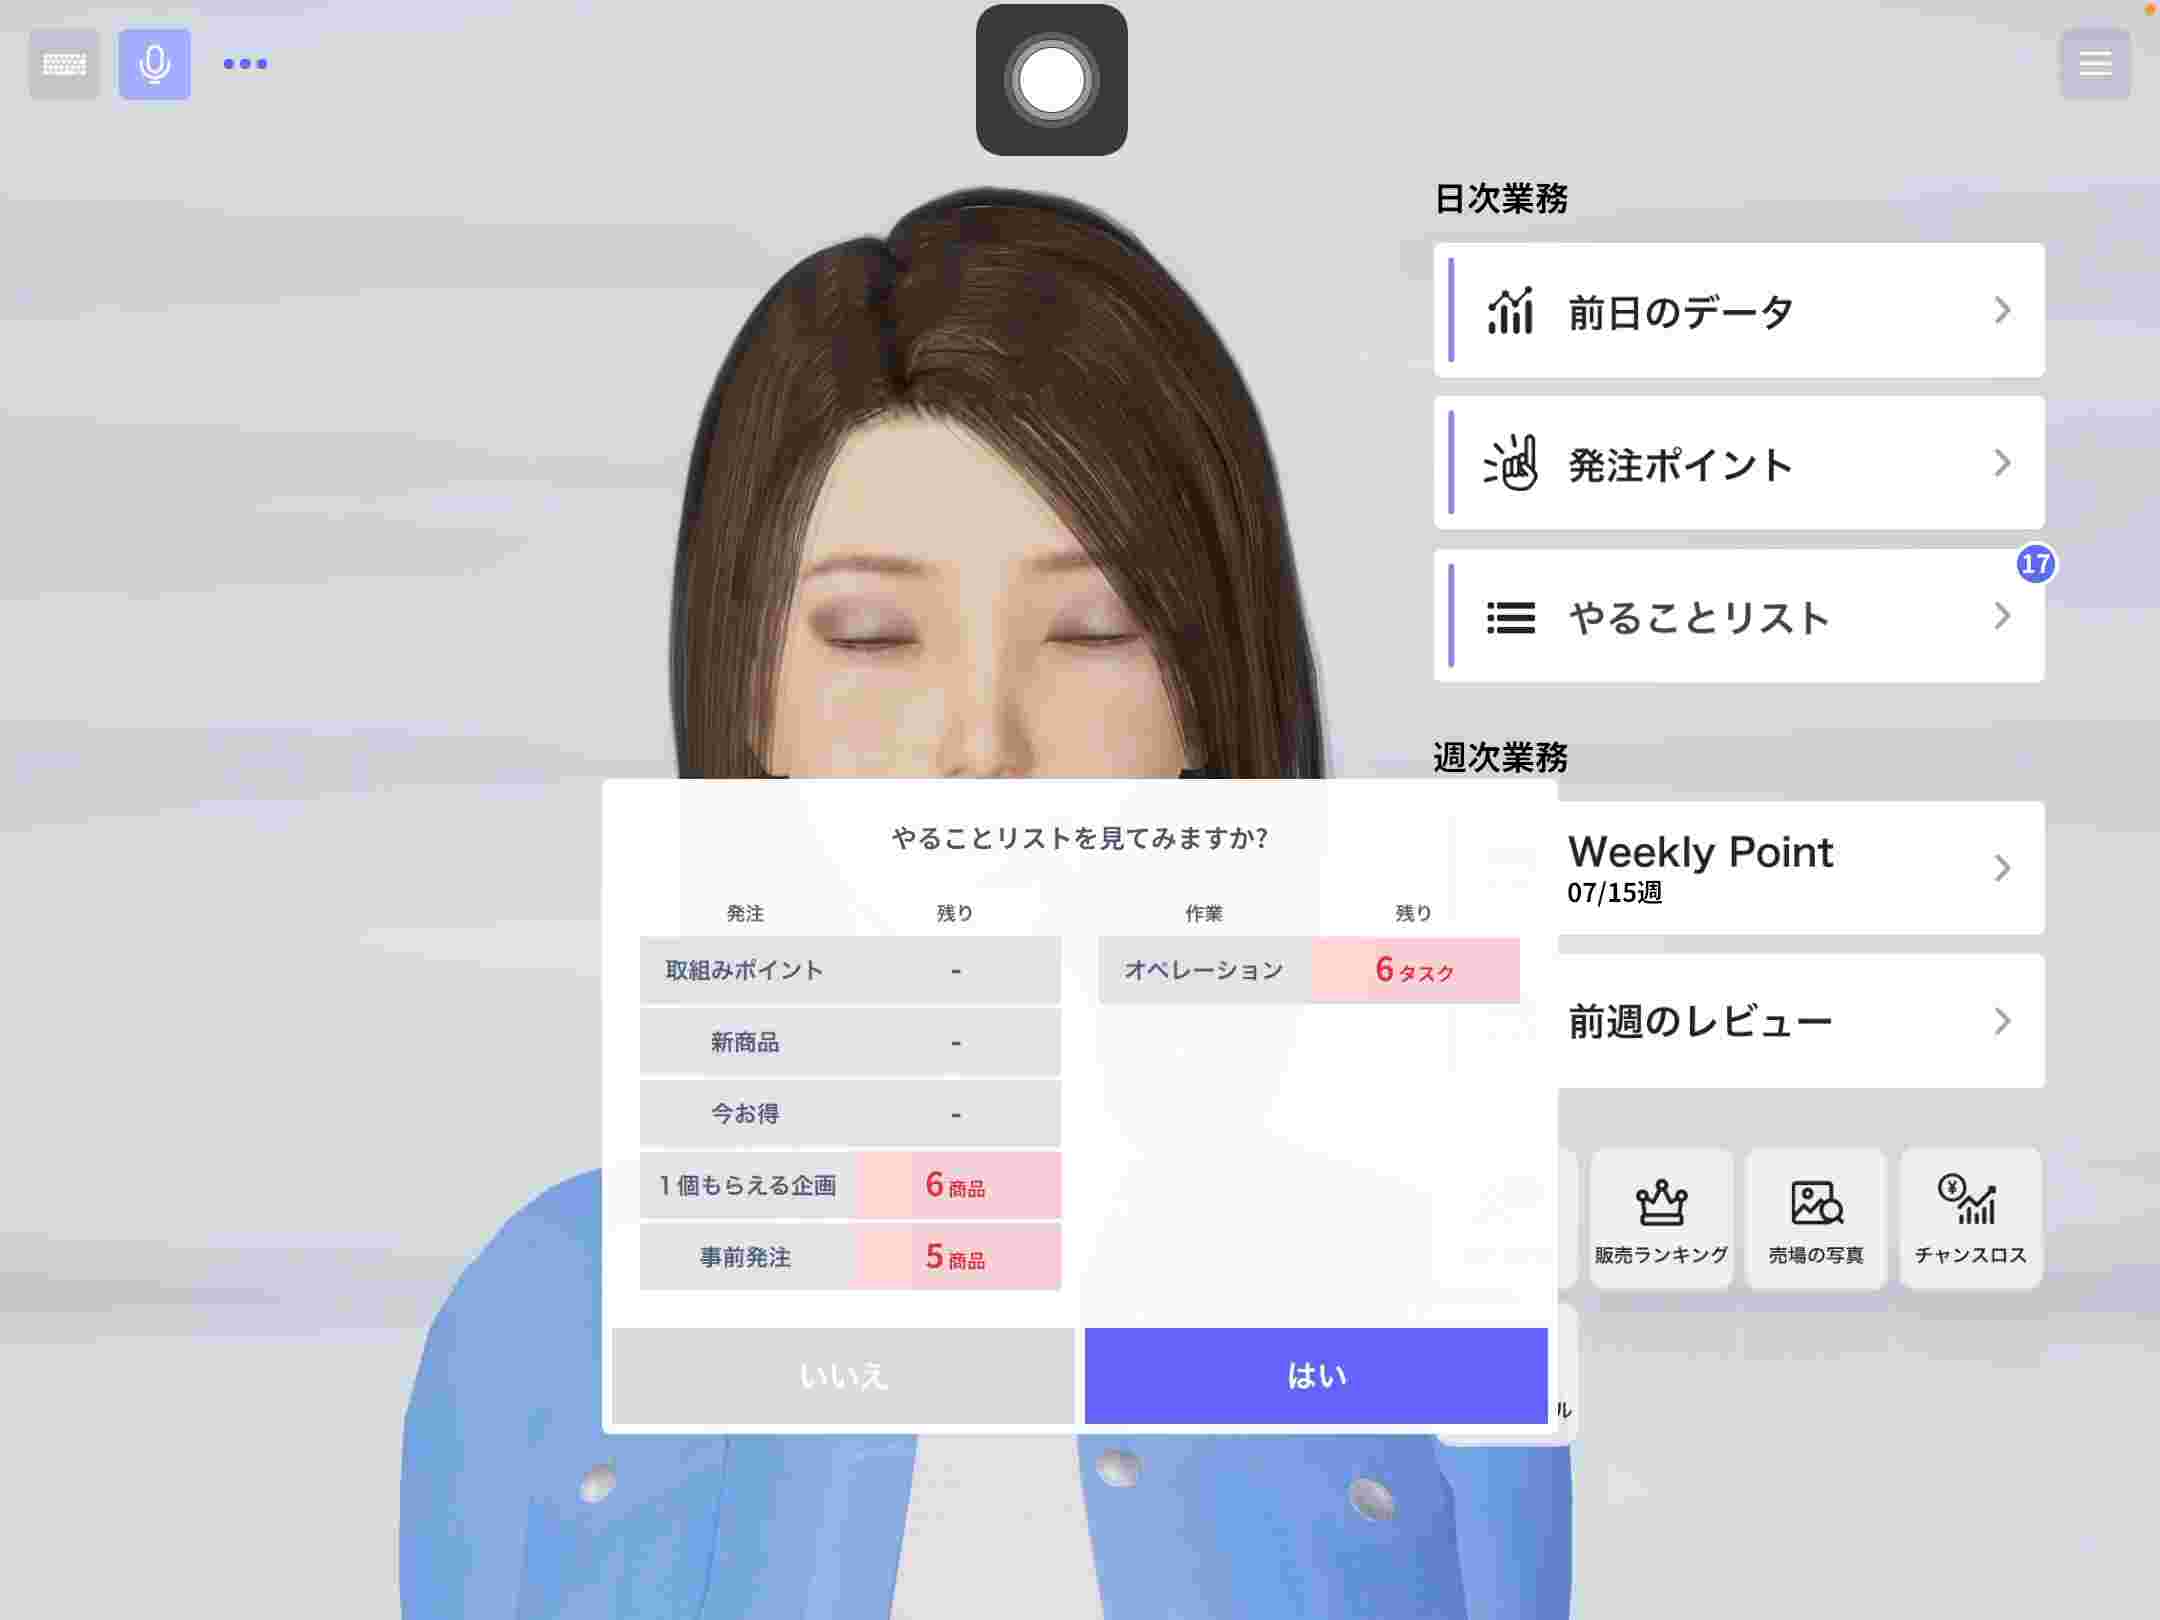 日次業務
前日のデータ
発注ポイント
17
やることリスト
週次業務
Weekly Point
07/15週
前週のレビュー
販売ランキング
売場の写真
チャンスロス
ル
やることリストを見てみますか?
発注 残り
取組みポイント -
新商品 -
今お得 -
1個もらえる企画 6商品
事前発注 5商品
作業 残り
オペレーション 6タスク
いいえ
はい